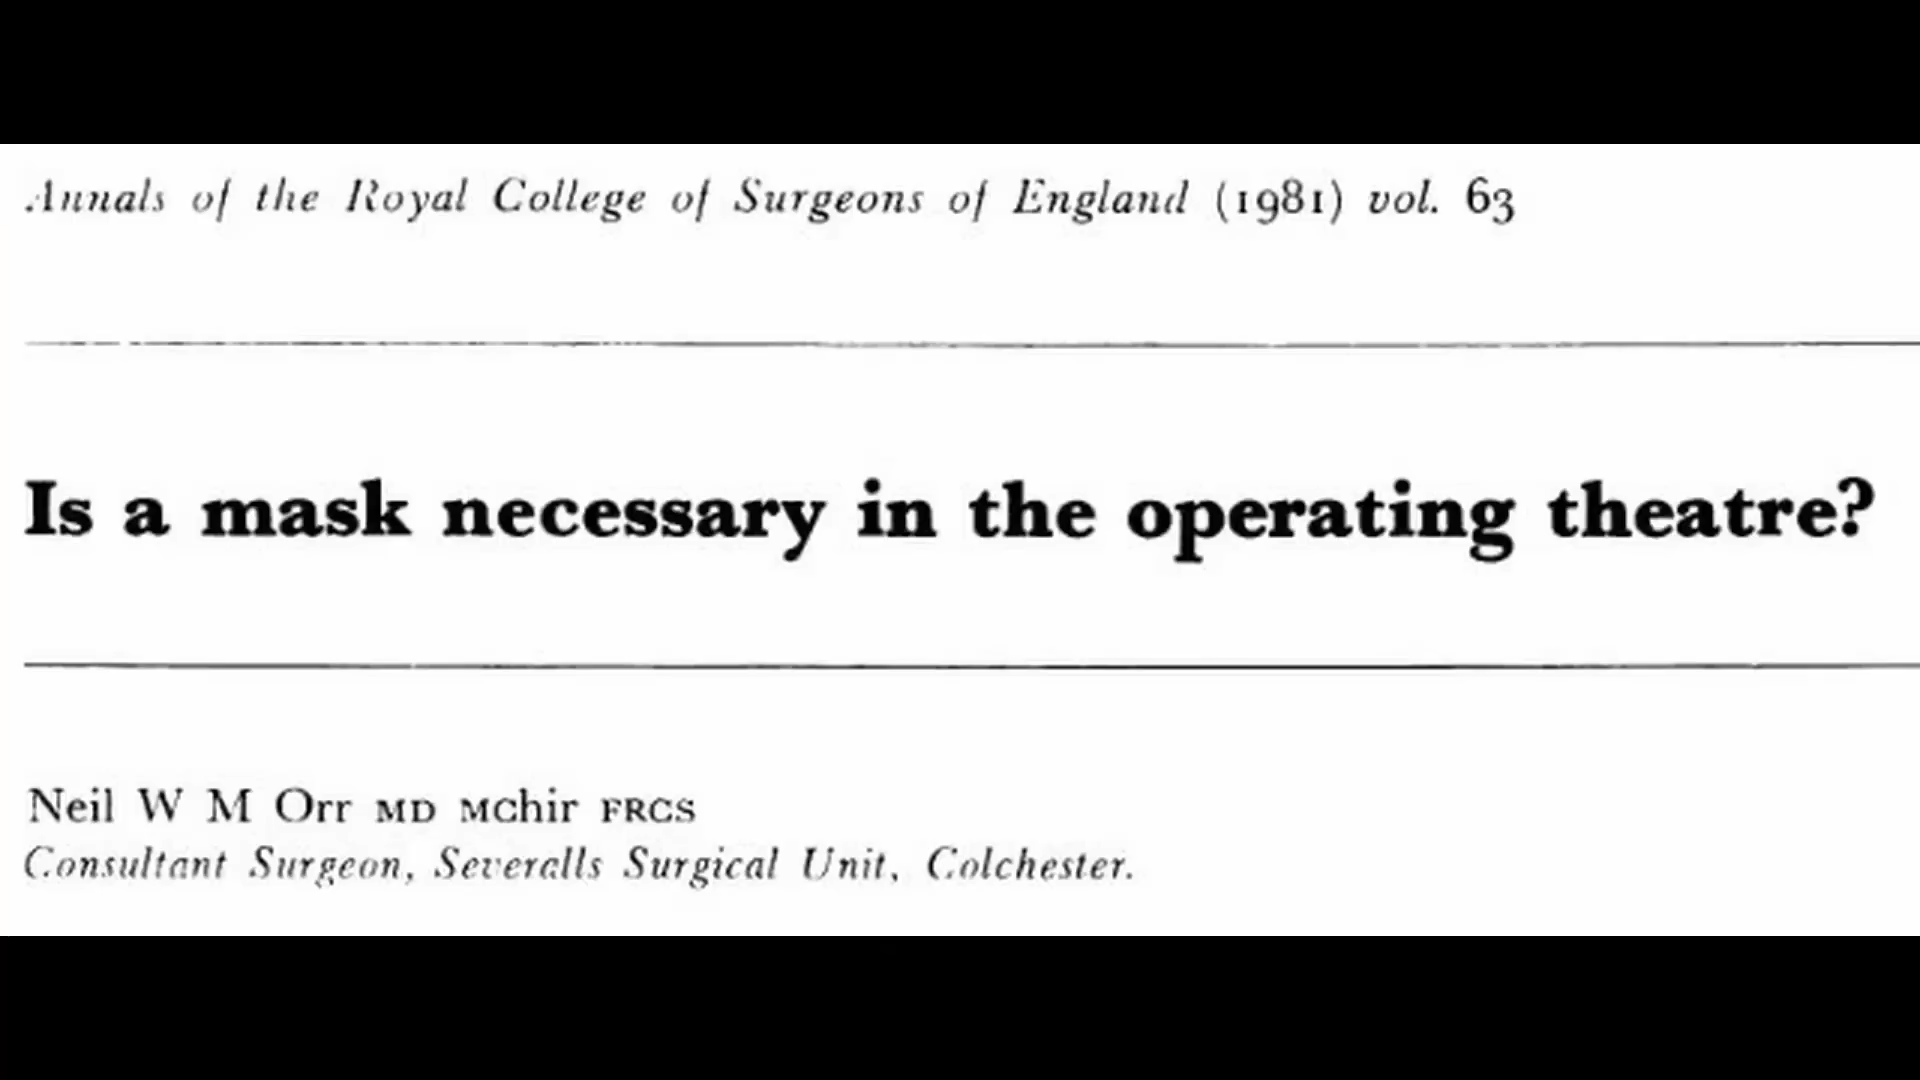 Annals of the Royal College of Surgeons of England (1981) vol. 63
Is a mask necessary in the operating theatre?
Neil W M Orr MD MChir FRCS
Consultant Surgeon, Severalls Surgical Unit, Colchester.